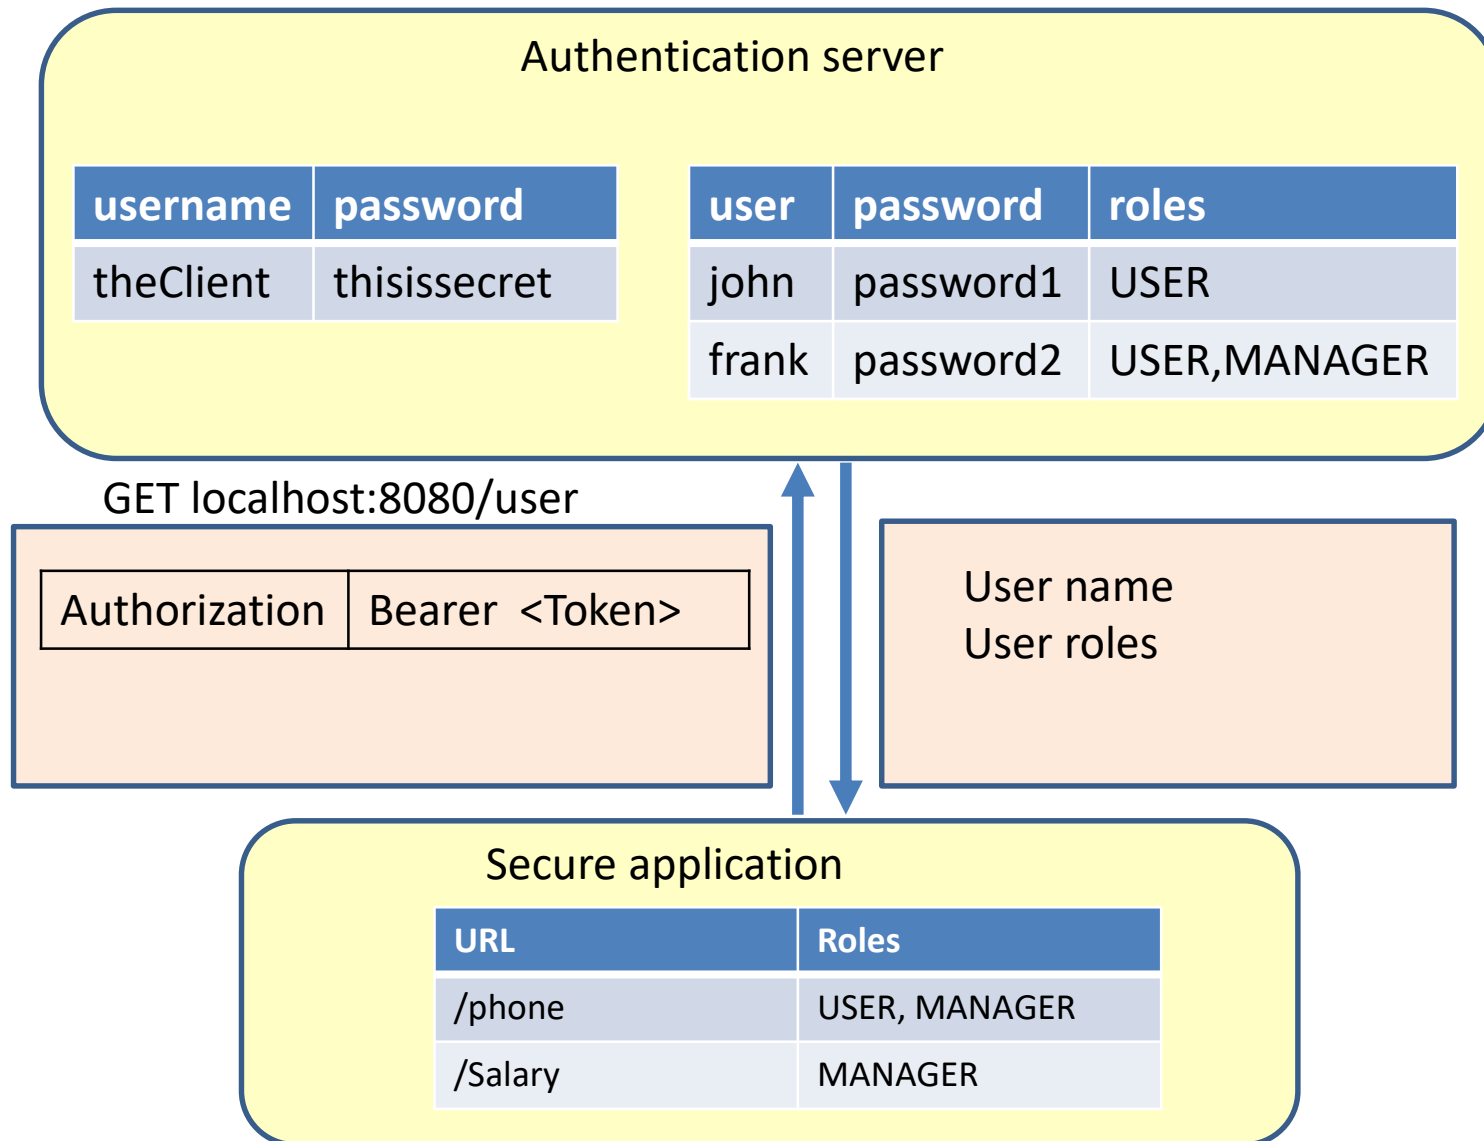 Authentication server
username password
theClient thisissecret
user password roles
john password1 USER
frank password2 USER,MANAGER
GET localhost:8080/user
Authorization Bearer <Token>
User name
User roles
Secure application
URL Roles
/phone USER, MANAGER
/Salary MANAGER